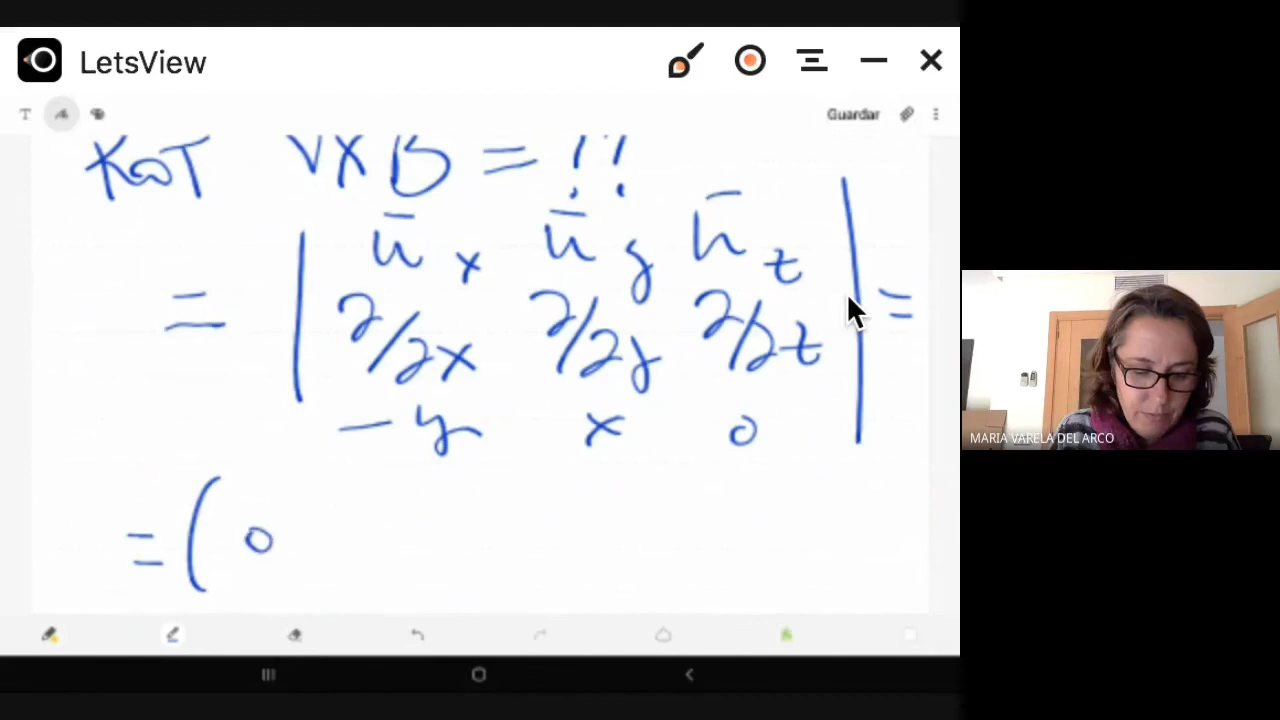 LetsView
T
Guardar
Rot ∇×B = !!
ū x ū y ū z
= | ∂/∂x ∂/∂y ∂/∂z | =
-y x 0
= ( 0
MARIA VARELA DEL ARCO